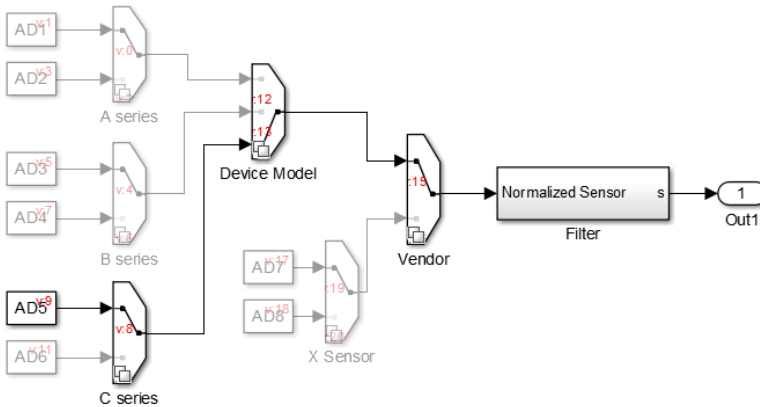 AD1
v:1
v:0
AD2
v:3
A series
:12
:13
Device Model
AD3
v:5
v:4
AD4
v:7
B series
:15
Vendor
Normalized Sensor
s
Filter
1
Out1
AD7
v:17
:19
AD8
v:18
X Sensor
AD5
v:9
v:8
AD6
v:11
C series